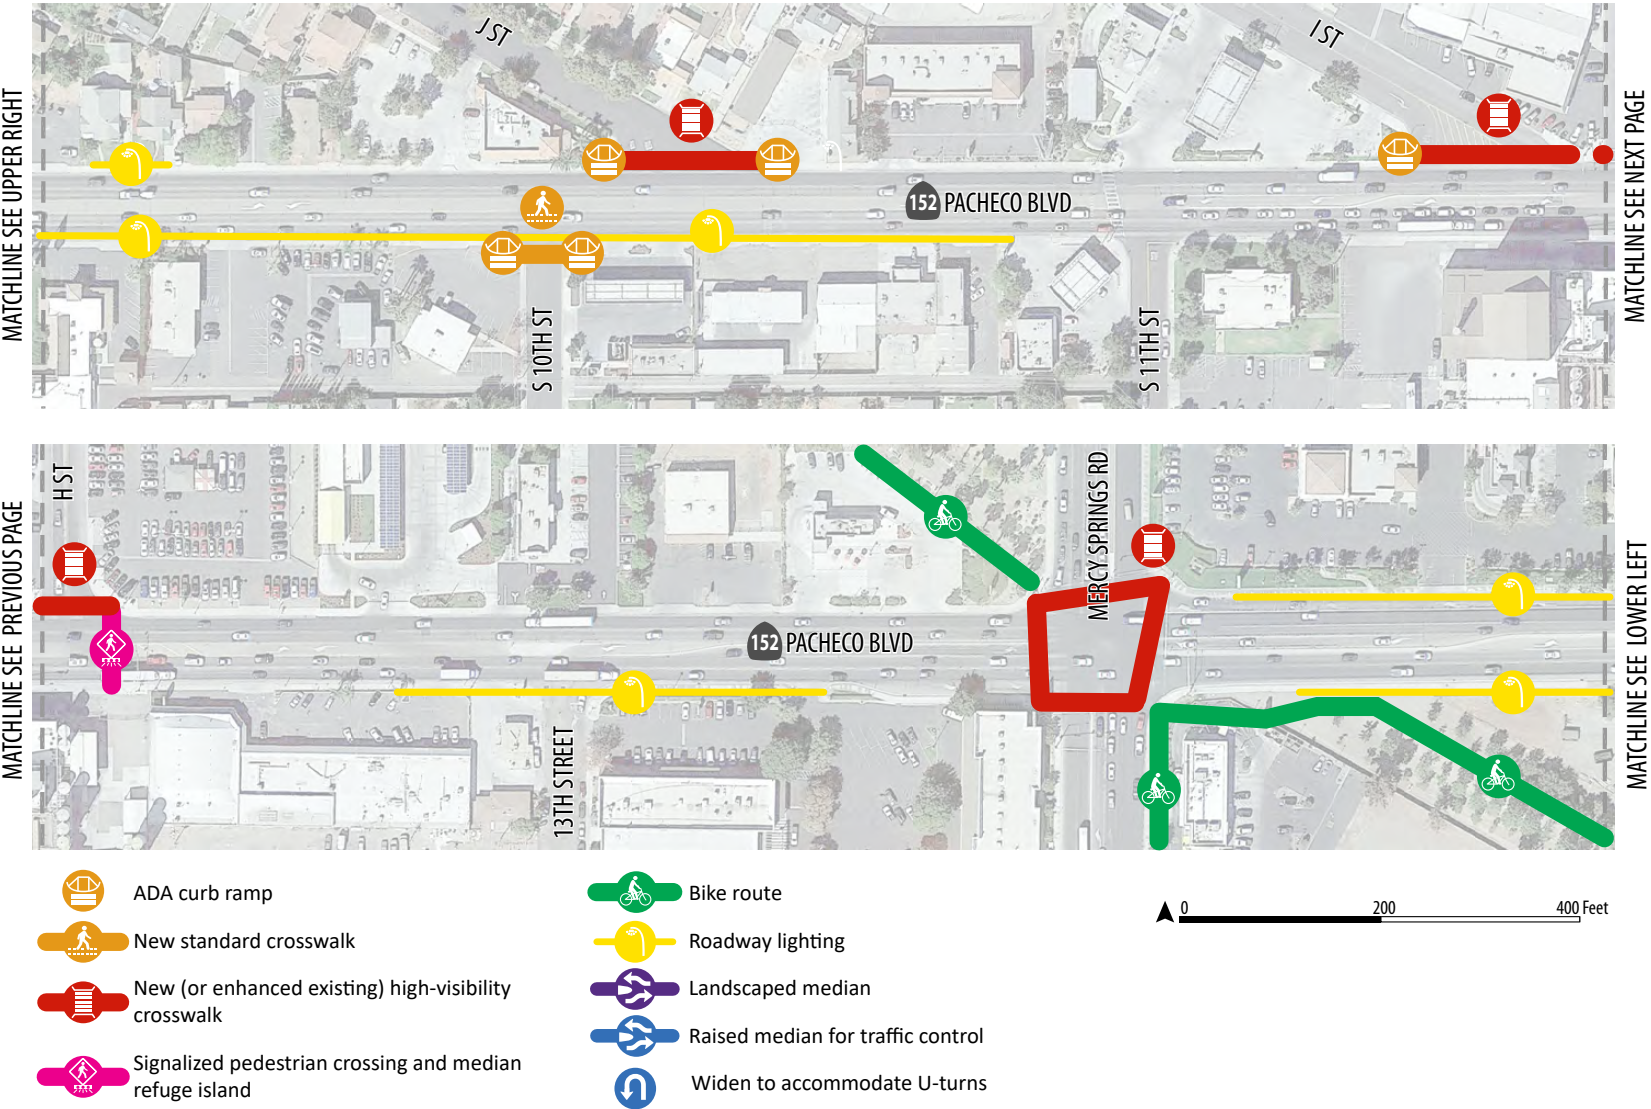 J ST
I ST
MATCHLINE SEE UPPER RIGHT
152 PACHECO BLVD
MATCHLINE SEE NEXT PAGE
S 10TH ST
S 11TH ST
H ST
MERCY SPRINGS RD
MATCHLINE SEE PREVIOUS PAGE
152 PACHECO BLVD
MATCHLINE SEE LOWER LEFT
13TH STREET
ADA curb ramp
New standard crosswalk
New (or enhanced existing) high-visibility
crosswalk
Signalized pedestrian crossing and median
refuge island
Bike route
Roadway lighting
Landscaped median
Raised median for traffic control
Widen to accommodate U-turns
0 200 400 Feet